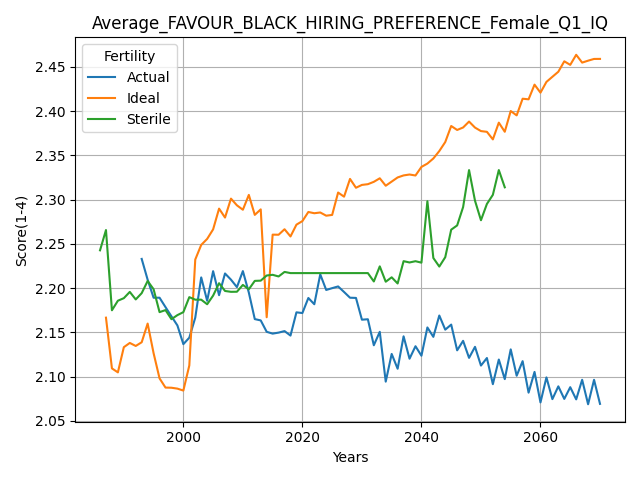 Average_FAVOUR_BLACK_HIRING_PREFERENCE_Female_Q1_IQ
Fertility
Actual
Ideal
Sterile
Score(1-4)
2.45
2.40
2.35
2.30
2.25
2.20
2.15
2.10
2.05
2000
2020
2040
2060
Years